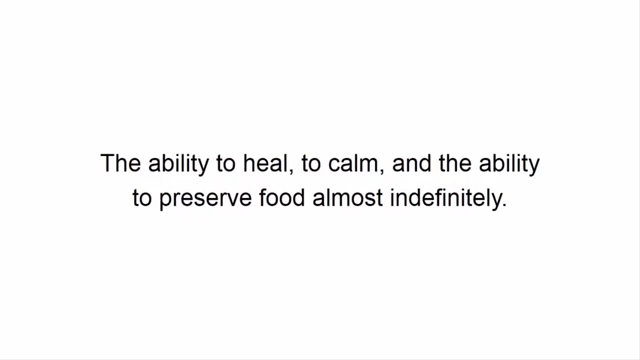 The ability to heal, to calm, and the ability
to preserve food almost indefinitely.